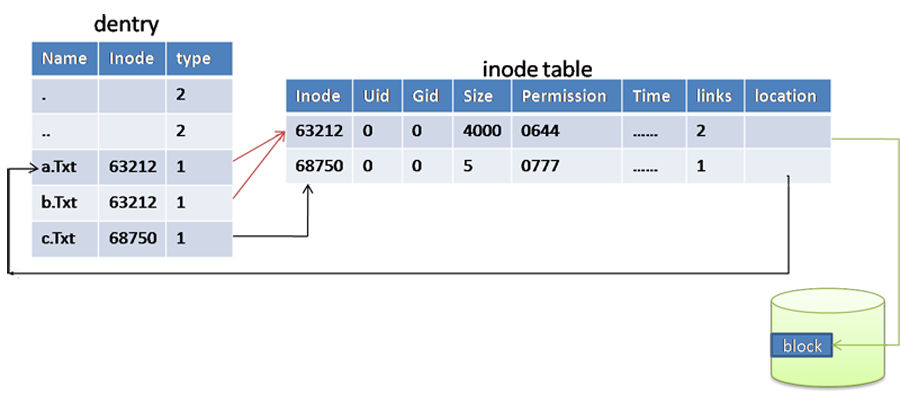 dentry
Name Inode type
. 2
.. 2
a.Txt 63212 1
b.Txt 63212 1
c.Txt 68750 1
inode table
Inode Uid Gid Size Permission Time links location
63212 0 0 4000 0644 ...... 2
68750 0 0 5 0777 ...... 1
block